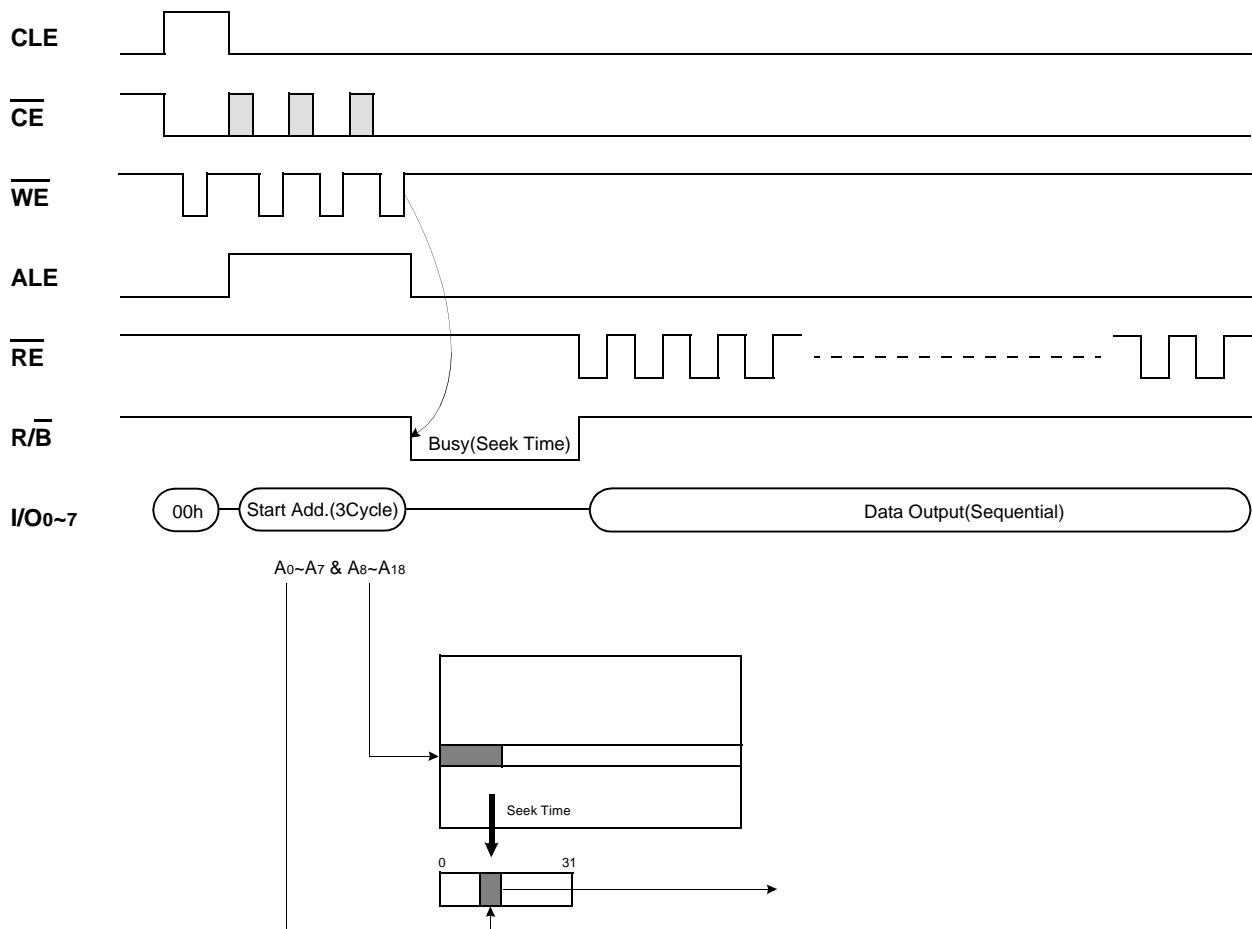 CLE
CE
WE
ALE
RE
R/B
Busy(Seek Time)
I/O0~7
00h
Start Add.(3Cycle)
Data Output(Sequential)
A0~A7 & A8~A18
Seek Time
0
31